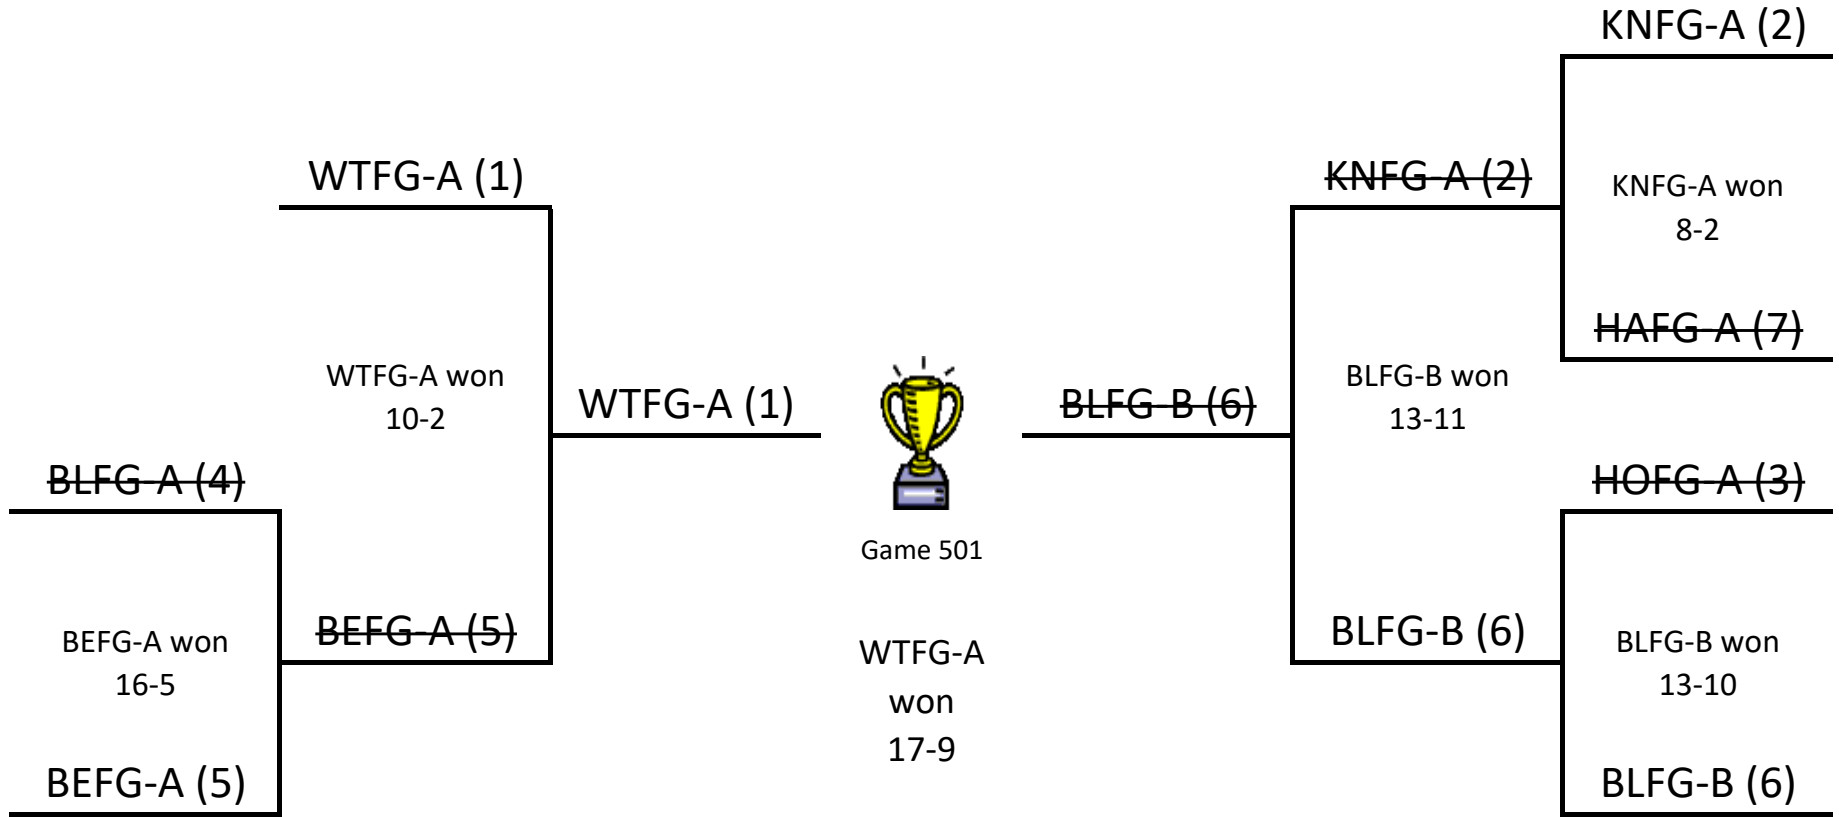 KNFG-A (2)
WTFG-A (1)
KNFG-A (2)
KNFG-A won
8-2
HAFG-A (7)
WTFG-A won
10-2
WTFG-A (1)
BLFG-B (6)
BLFG-B won
13-11
BLFG-A (4)
HOFG-A (3)
Game 501
BEFG-A won
16-5
BEFG-A (5)
WTFG-A
won
17-9
BLFG-B (6)
BLFG-B won
13-10
BEFG-A (5)
BLFG-B (6)